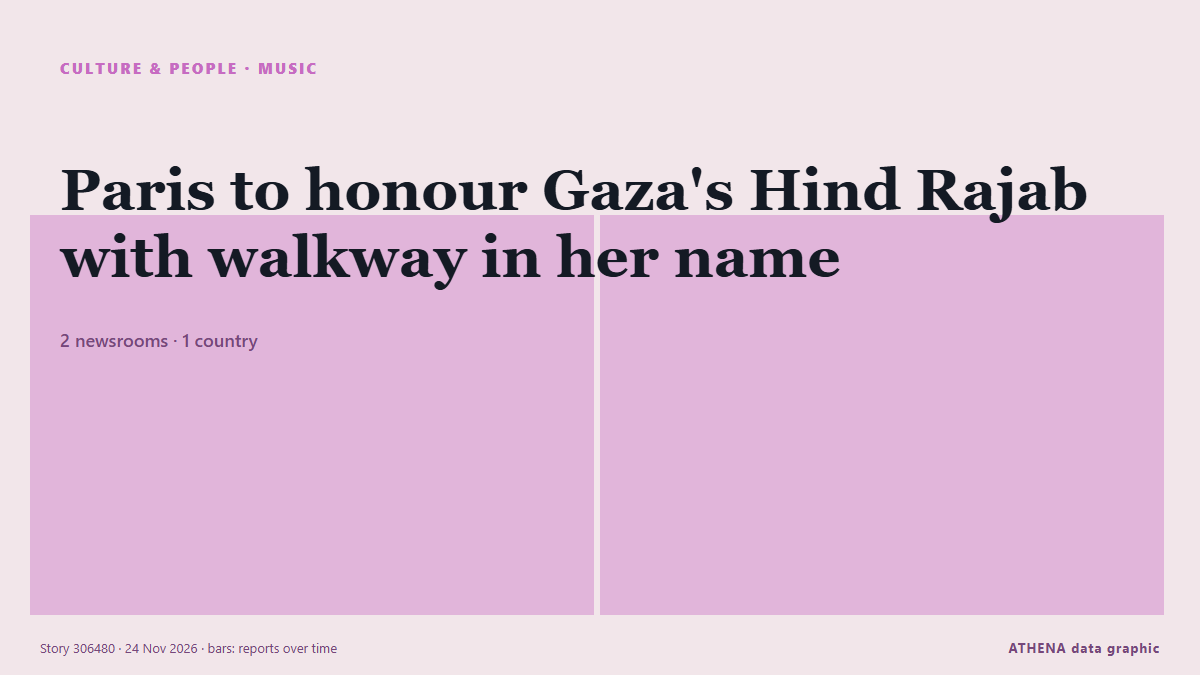 CULTURE & PEOPLE · MUSIC
Paris to honour Gaza's Hind Rajab
with walkway in her name
2 newsrooms · 1 country
Story 306480 · 24 Nov 2026 · bars: reports over time
ATHENA data graphic